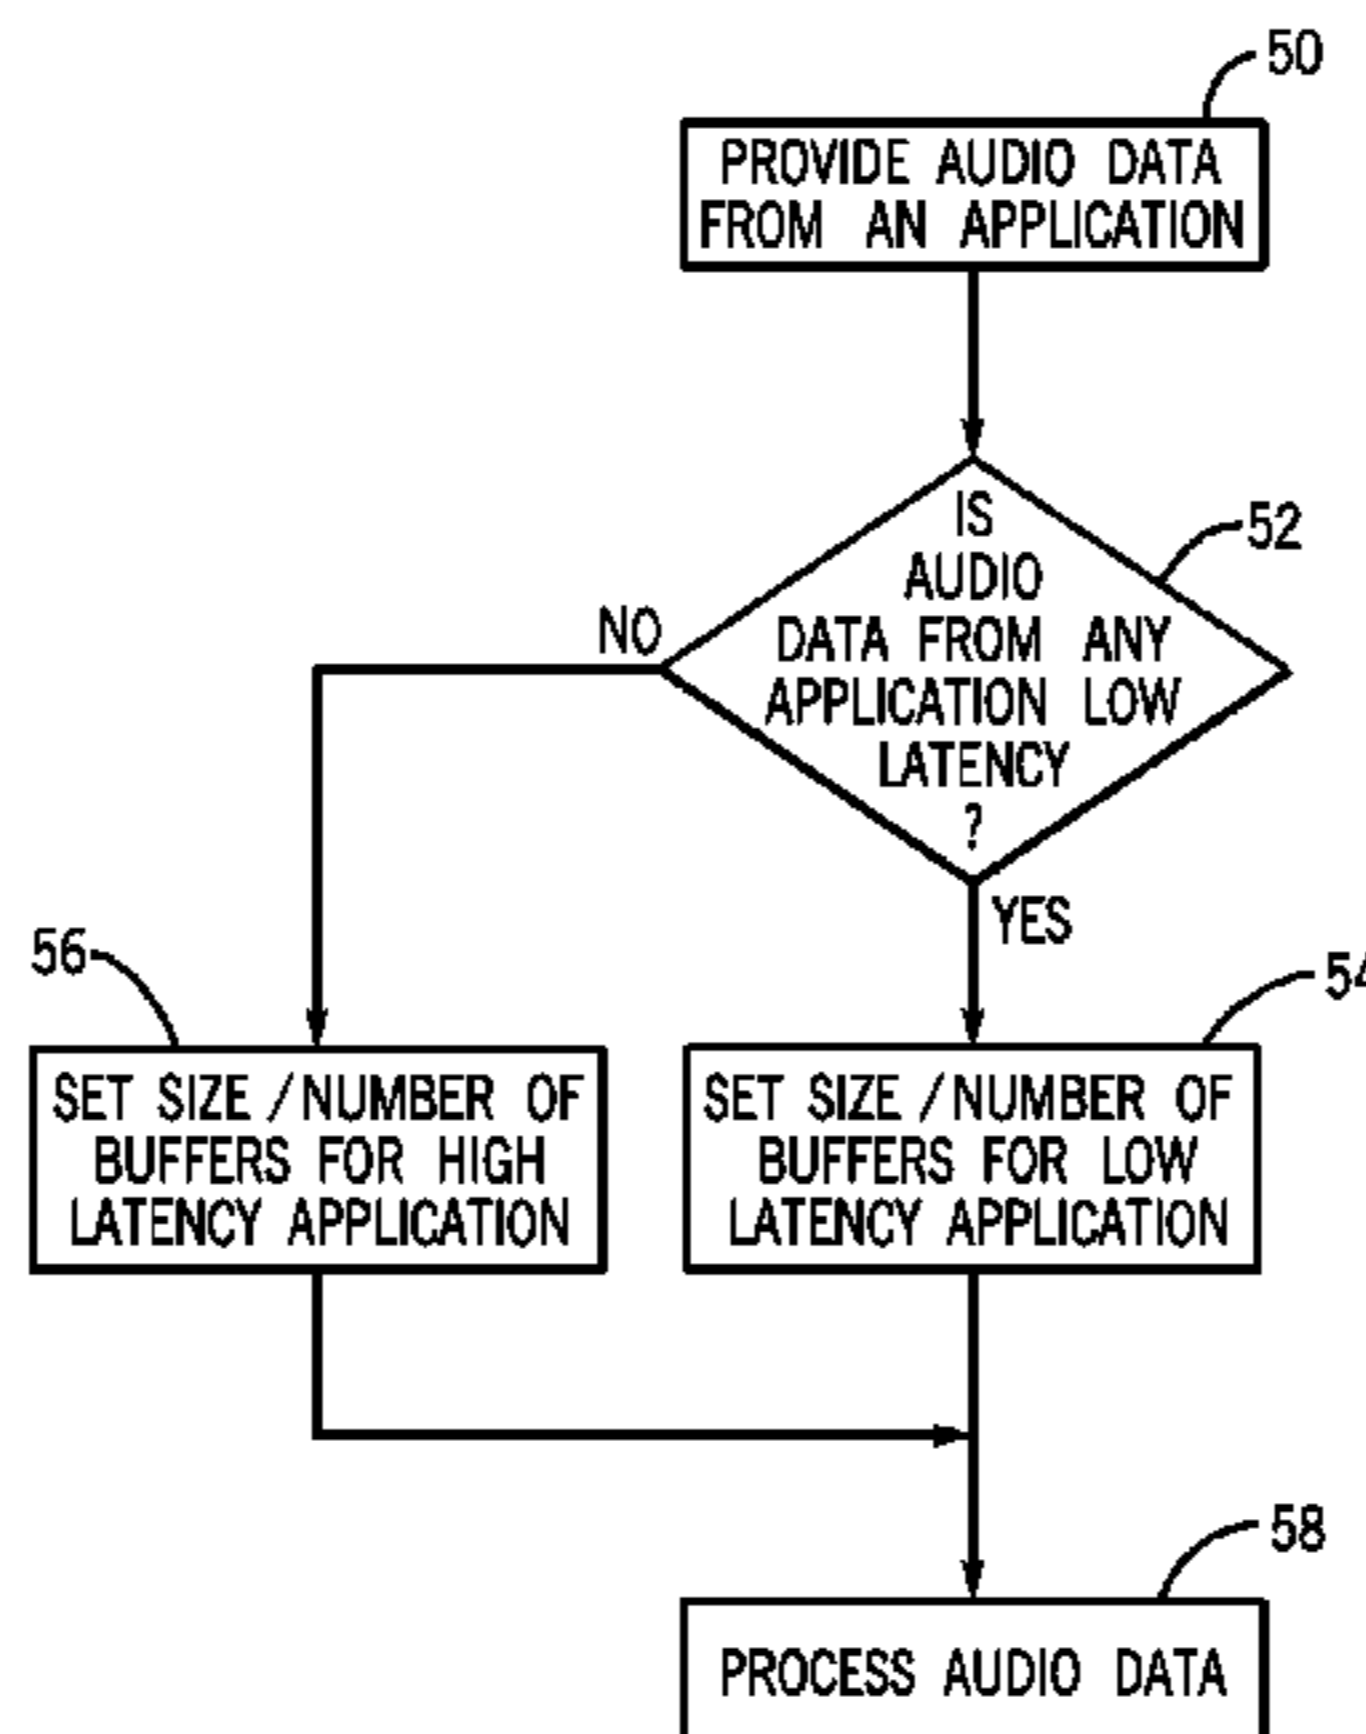 50
PROVIDE AUDIO DATA
FROM AN APPLICATION
IS
AUDIO
DATA FROM ANY
APPLICATION LOW
LATENCY
?
52
NO
YES
56
54
SET SIZE /NUMBER OF
BUFFERS FOR HIGH
LATENCY APPLICATION
SET SIZE /NUMBER OF
BUFFERS FOR LOW
LATENCY APPLICATION
58
PROCESS AUDIO DATA